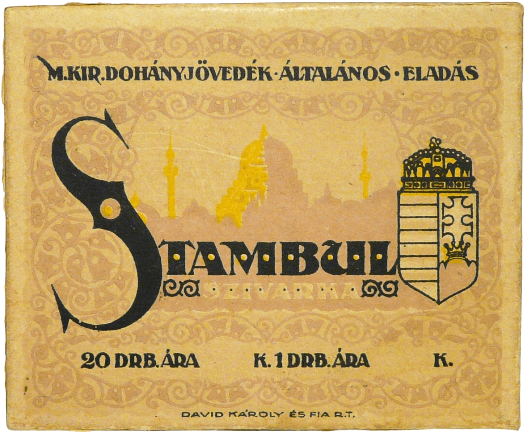 M.KIR.DOHÁNYJÖVEDÉK·ÁLTALÁNOS·ELADÁS
STAMBUL
SZIVARKA
20 DRB. ÁRA K. 1 DRB. ÁRA K.
DAVID KÁROLY ÉS FIA R.T.